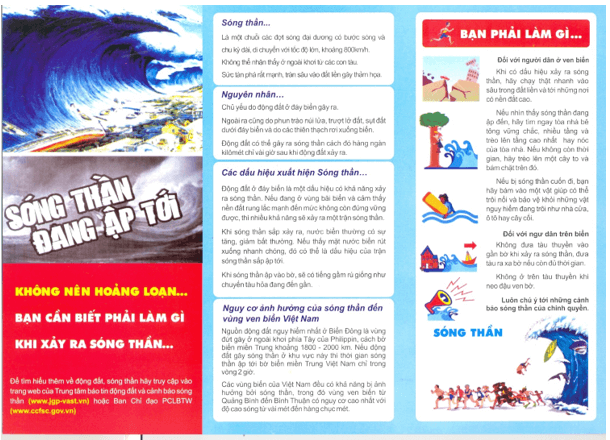 SÓNG THẦN
ĐANG ẬP TỚI
KHÔNG NÊN HOẢNG LOẠN...
BẠN CẦN BIẾT PHẢI LÀM GÌ
KHI XẢY RA SÓNG THẦN...
Để tìm hiểu thêm về động đất, sóng thần hãy truy cập vào
trang web của Trung tâm báo tin động đất và cảnh báo sóng
thần (www.jgp-vast.vn) hoặc Ban Chỉ đạo PCLBTW
(www.ccfsc.gov.vn)
Sóng thần...
Là một chuỗi các đợt sóng đại dương có bước sóng và
chu kỳ dài, di chuyển với tốc độ lớn, khoảng 800km/h.
Không thể nhận thấy ở ngoài khơi từ các con tàu.
Sức tàn phá rất mạnh, tràn sâu vào đất liền gây thảm họa.
Nguyên nhân...
Chủ yếu do động đất ở đáy biển gây ra.
Ngoài ra cũng do phun trào núi lửa, trượt lở đất, sụt đất
dưới đáy biển và do các thiên thạch rơi xuống biển.
Động đất có thể gây ra sóng thần cách đó hàng ngàn
kilômét chỉ vài giờ sau khi động đất xảy ra.
Các dấu hiệu xuất hiện Sóng thần...
Động đất ở đáy biển là một dấu hiệu có khả năng xảy
ra sóng thần. Nếu đang ở vùng bãi biển và cảm thấy
nền đất rung lắc mạnh đến mức không còn đứng vững
được, thì nhiều khả năng sẽ xảy ra một trận sóng thần.
Khi sóng thần sắp xảy ra, nước biển thường có sự
tăng, giảm bất thường. Nếu thấy mặt nước biển rút
xuống nhanh chóng, đó có thể là dấu hiệu của trận
sóng thần sắp ập tới.
Khi sóng thần ập vào bờ, sẽ có tiếng gầm rú giống như
chuyến tàu hỏa đang đến gần.
Nguy cơ ảnh hưởng của sóng thần đến
vùng ven biển Việt Nam
Nguồn động đất nguy hiểm nhất ở Biển Đông là vùng
đứt gãy ở ngoài khơi phía Tây của Philippin, cách bờ
biển miền Trung khoảng 1800 - 2000 km. Nếu động
đất gây sóng thần ở khu vực này thì thời gian sóng
thần ập tới bờ biển miền Trung Việt Nam chỉ trong
vòng 2 giờ.
Các vùng biển của Việt Nam đều có khả năng bị ảnh
hưởng bởi sóng thần, trong đó vùng ven biển từ
Quảng Bình đến Bình Thuận có nguy cơ cao nhất với
độ cao sóng từ vài mét đến hàng chục mét.
BẠN PHẢI LÀM GÌ...
Đối với người dân ở ven biển
Khi có dấu hiệu xảy ra sóng
thần, hãy chạy thật nhanh vào
sâu trong đất liền và tới những nơi
có nền đất cao.
Nếu nhìn thấy sóng thần đang
ập đến, hãy tìm ngay tòa nhà bê
tông vững chắc, nhiều tầng và
trèo lên tầng cao nhất hay nóc
của tòa nhà. Nếu không còn thời
gian, hãy trèo lên một cây to và
bám chặt trên đó.
Nếu bị sóng thần cuốn đi, bạn
hãy bám vào một vật giúp cơ thể
trôi nổi và bảo vệ khỏi những vật
nguy hiểm đang trôi như nhà cửa,
ô tô hay cây cối.
Đối với ngư dân trên biển
Không đưa tàu thuyền vào
gần bờ khi xảy ra sóng thần, đưa
tàu ra xa bờ nếu còn đủ thời gian.
Không ở trên tàu thuyền khi
neo đậu ven bờ.
Luôn chú ý tới những cảnh
báo sóng thần của chính quyền.
SÓNG THẦN